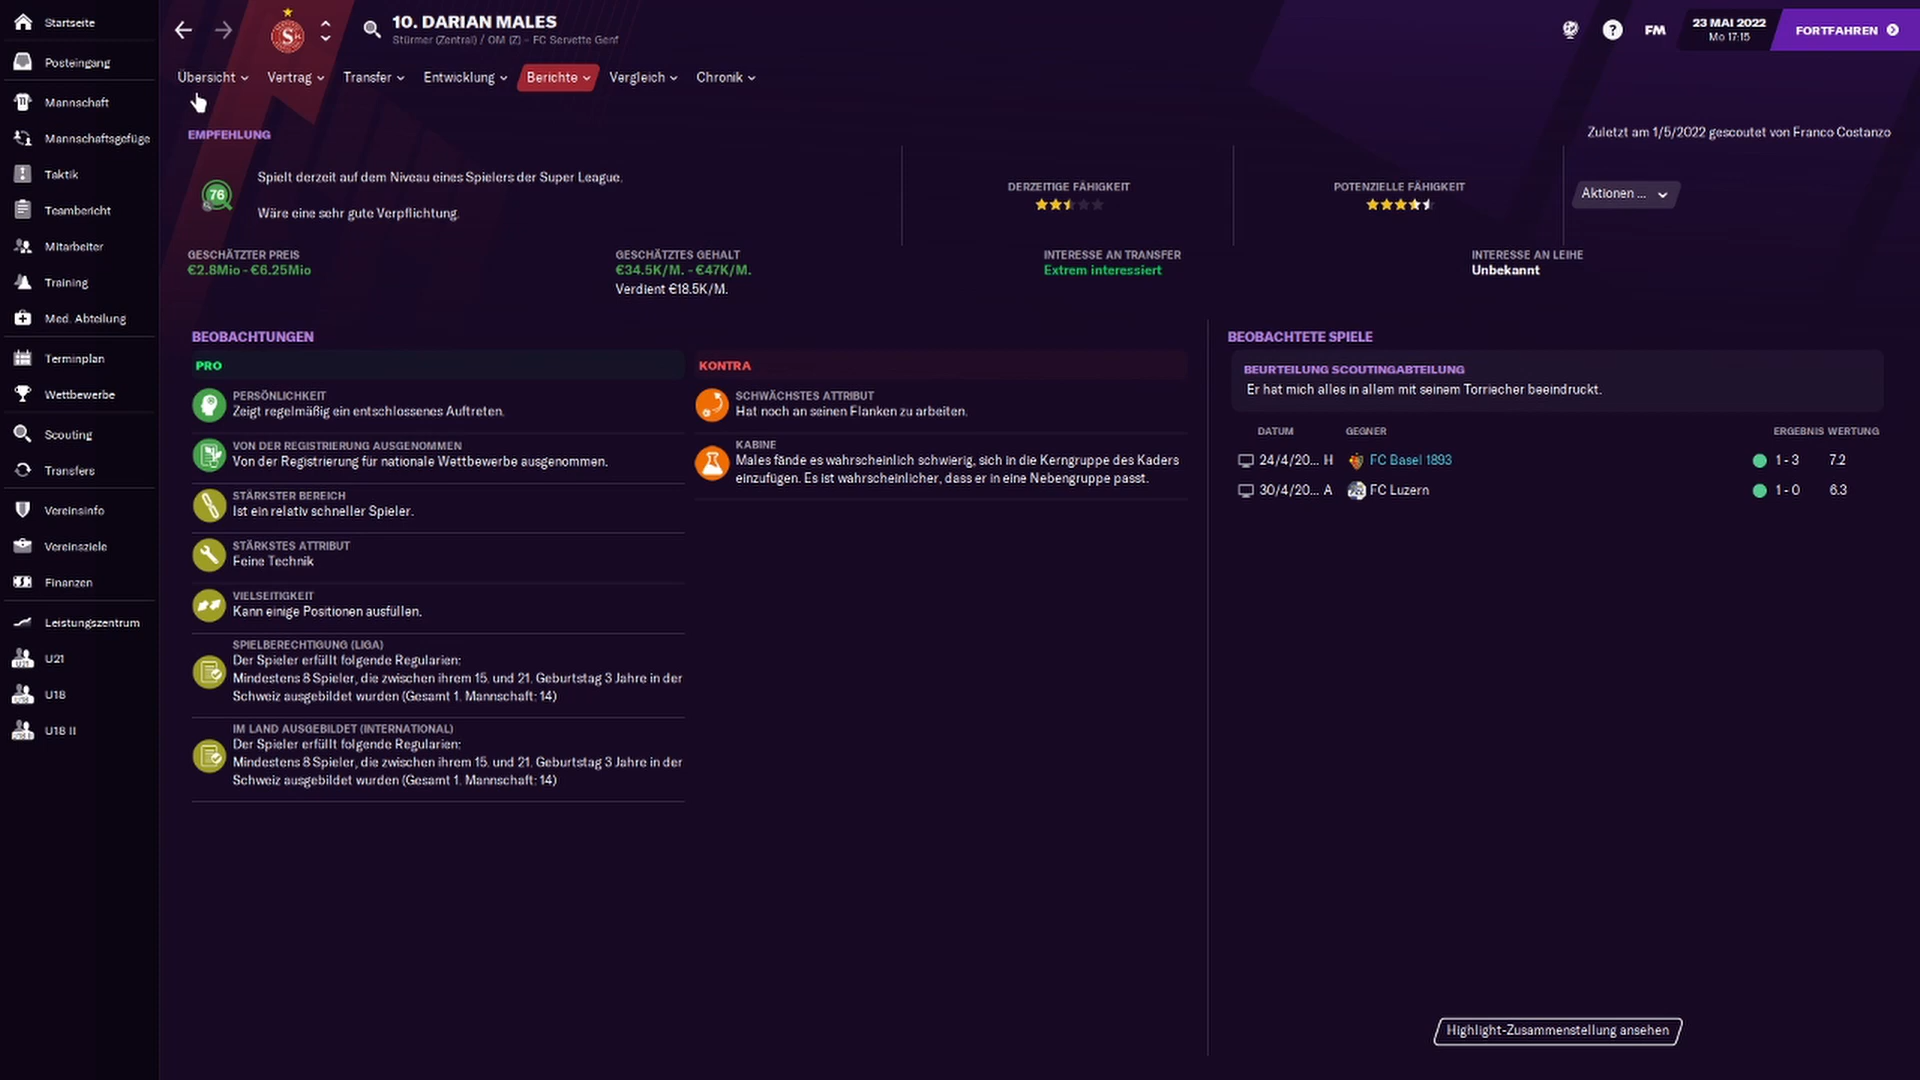 Startseite
Posteingang
Mannschaft
Mannschaftsgefüge
Taktik
Teambericht
Mitarbeiter
Training
Med. Abteilung
Terminplan
Wettbewerbe
Scouting
Transfers
Vereinsinfo
Vereinsziele
Finanzen
Leistungszentrum
U21
U18
U18 II
10. DARIAN MALES
Stürmer (Zentral) / OM (Z) - FC Servette Genf
FM
23 MAI 2022
Mo 17:15
FORTFAHREN
Übersicht
Vertrag
Transfer
Entwicklung
Berichte
Vergleich
Chronik
EMPFEHLUNG
Zuletzt am 1/5/2022 gescoutet von Franco Costanzo
76
Spielt derzeit auf dem Niveau eines Spielers der Super League.
Wäre eine sehr gute Verpflichtung.
DERZEITIGE FÄHIGKEIT
POTENZIELLE FÄHIGKEIT
Aktionen ...
GESCHÄTZTER PREIS
€2.8Mio - €6.25Mio
GESCHÄTZTES GEHALT
€34.5K/M. - €47K/M.
Verdient €18.5K/M.
INTERESSE AN TRANSFER
Extrem interessiert
INTERESSE AN LEIHE
Unbekannt
BEOBACHTUNGEN
PRO
PERSÖNLICHKEIT
Zeigt regelmäßig ein entschlossenes Auftreten.
VON DER REGISTRIERUNG AUSGENOMMEN
Von der Registrierung für nationale Wettbewerbe ausgenommen.
STÄRKSTER BEREICH
Ist ein relativ schneller Spieler.
STÄRKSTES ATTRIBUT
Feine Technik
VIELSEITIGKEIT
Kann einige Positionen ausfüllen.
SPIELBERECHTIGUNG (LIGA)
Der Spieler erfüllt folgende Regularien:
Mindestens 8 Spieler, die zwischen ihrem 15. und 21. Geburtstag 3 Jahre in der
Schweiz ausgebildet wurden (Gesamt 1. Mannschaft: 14)
IM LAND AUSGEBILDET (INTERNATIONAL)
Der Spieler erfüllt folgende Regularien:
Mindestens 8 Spieler, die zwischen ihrem 15. und 21. Geburtstag 3 Jahre in der
Schweiz ausgebildet wurden (Gesamt 1. Mannschaft: 14)
KONTRA
SCHWÄCHSTES ATTRIBUT
Hat noch an seinen Flanken zu arbeiten.
KABINE
Males fände es wahrscheinlich schwierig, sich in die Kerngruppe des Kaders
einzufügen. Es ist wahrscheinlicher, dass er in eine Nebengruppe passt.
BEOBACHTETE SPIELE
BEURTEILUNG SCOUTINGABTEILUNG
Er hat mich alles in allem mit seinem Torriecher beeindruckt.
DATUM GEGNER ERGEBNIS WERTUNG
24/4/20... H FC Basel 1893 1 - 3 7.2
30/4/20... A FC Luzern 1 - 0 6.3
Highlight-Zusammenstellung ansehen